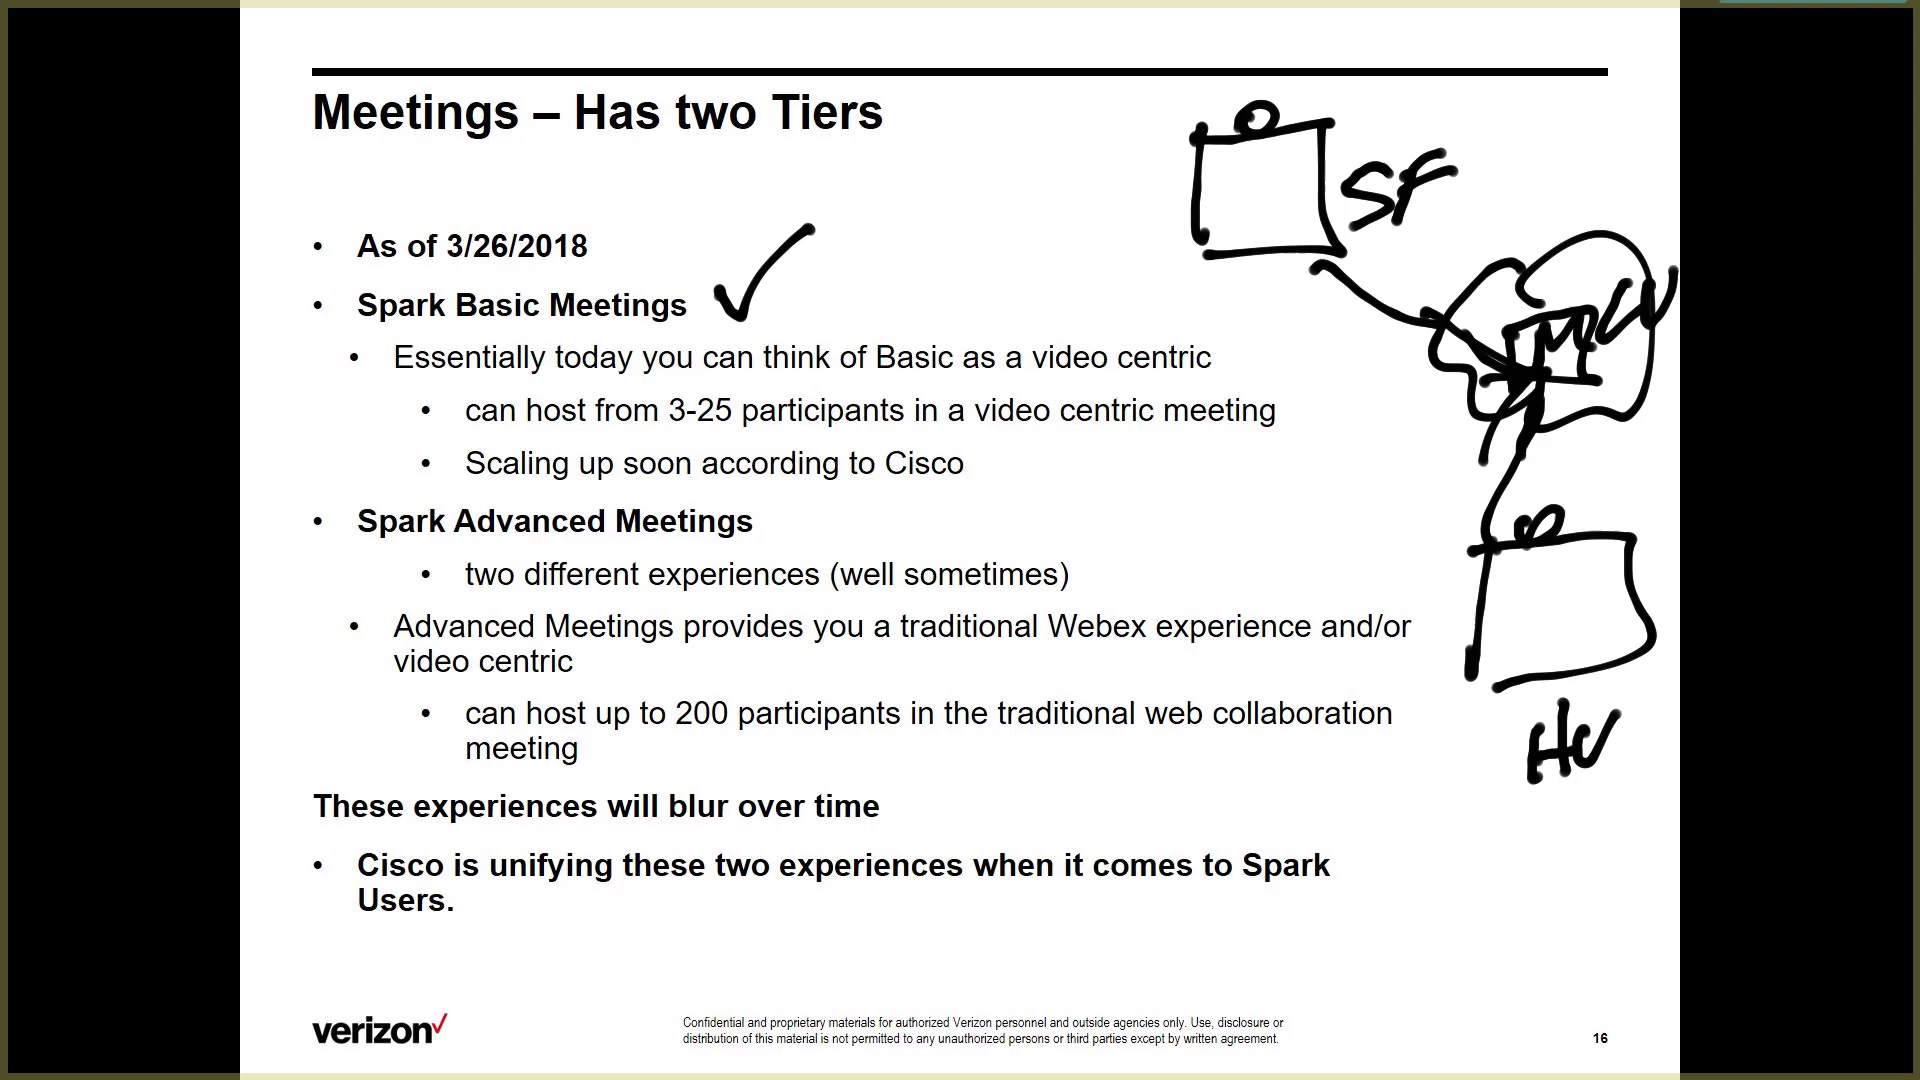 Meetings – Has two Tiers
SF
• As of 3/26/2018
• Spark Basic Meetings
• Essentially today you can think of Basic as a video centric
• can host from 3-25 participants in a video centric meeting
• Scaling up soon according to Cisco
• Spark Advanced Meetings
• two different experiences (well sometimes)
• Advanced Meetings provides you a traditional Webex experience and/or
video centric
• can host up to 200 participants in the traditional web collaboration
meeting
These experiences will blur over time
• Cisco is unifying these two experiences when it comes to Spark
Users.
verizon✓
Confidential and proprietary materials for authorized Verizon personnel and outside agencies only. Use, disclosure or
distribution of this material is not permitted to any unauthorized persons or third parties except by written agreement.
16